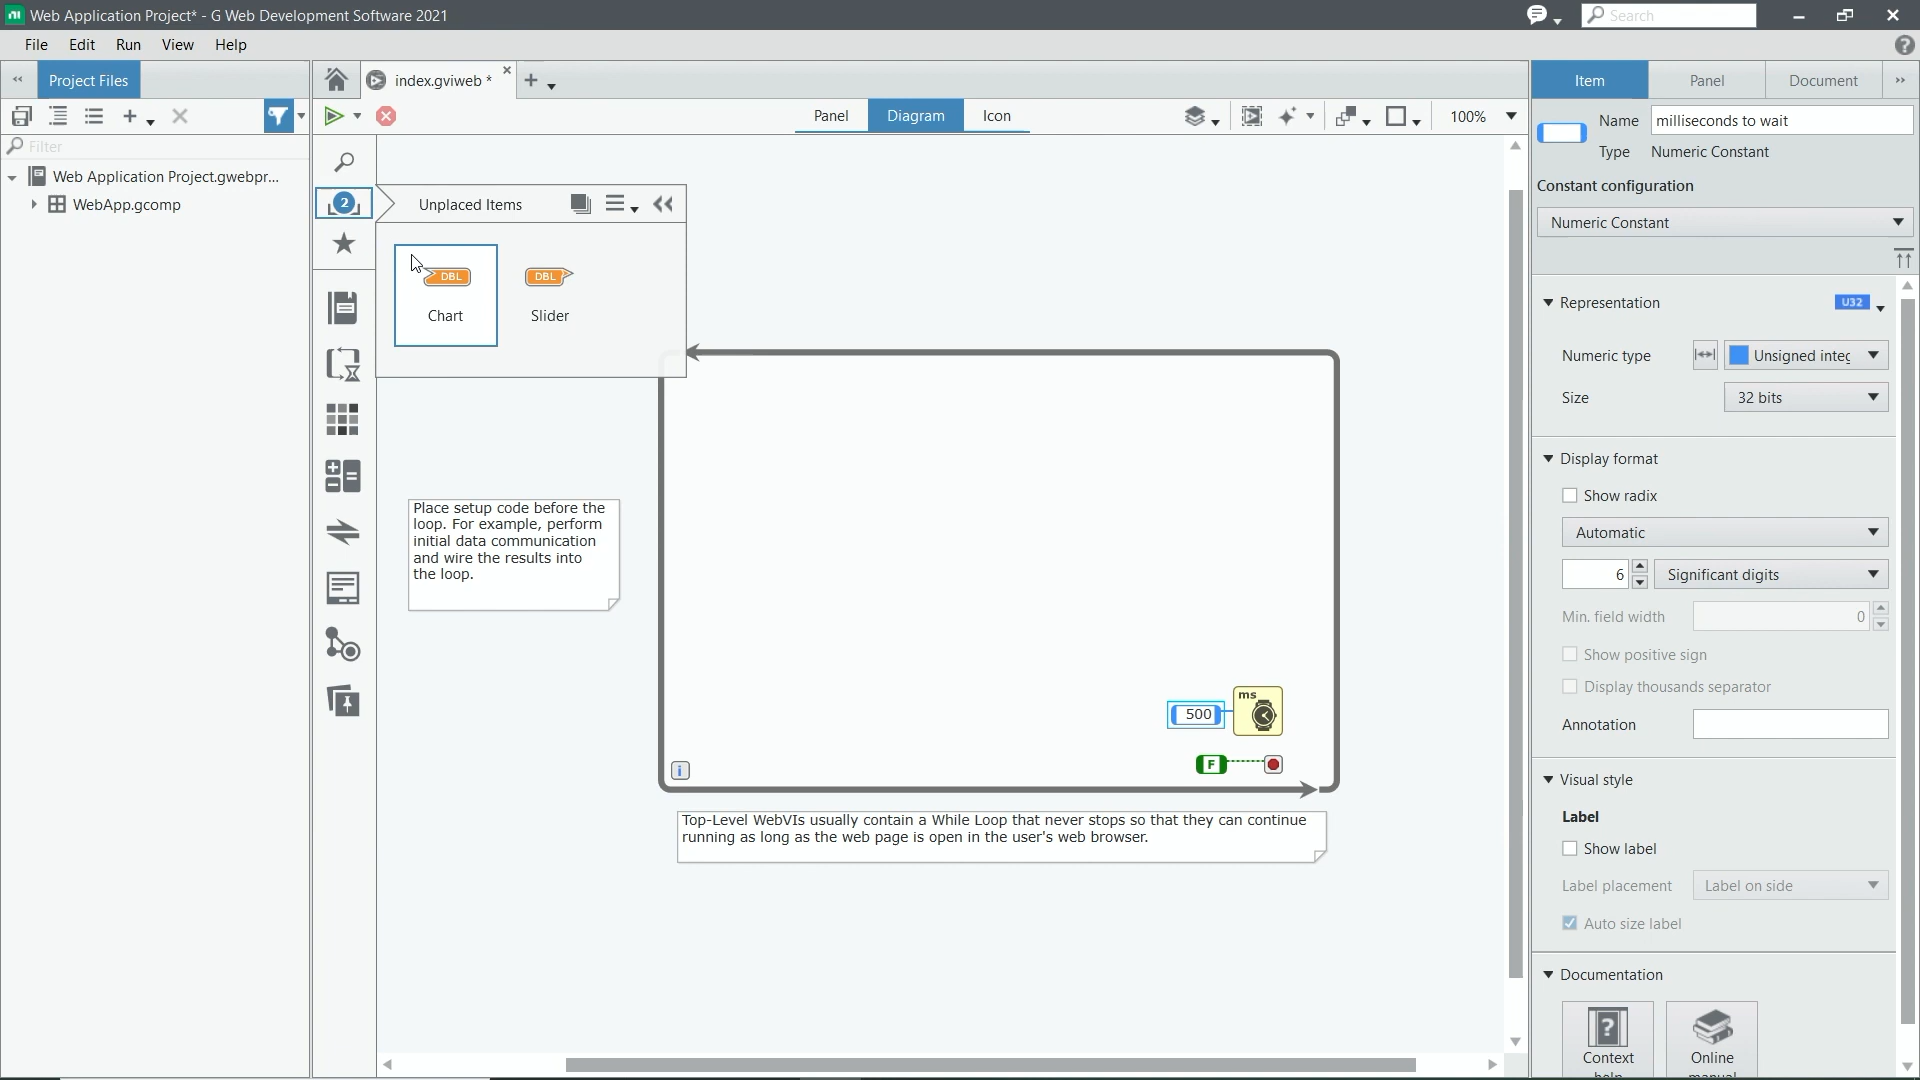 Web Application Project* - G Web Development Software 2021
Search
File Edit Run View Help
Project Files
index.gviweb *
Item Panel Document
Panel Diagram Icon
100%
Filter
Web Application Project.gwebpr...
WebApp.gcomp
2
Unplaced Items
DBL
Chart
DBL
Slider
Place setup code before the
loop. For example, perform
initial data communication
and wire the results into
the loop.
ms
500
F
i
Top-Level WebVIs usually contain a While Loop that never stops so that they can continue
running as long as the web page is open in the user's web browser.
Name milliseconds to wait
Type Numeric Constant
Constant configuration
Numeric Constant
Representation U32
Numeric type Unsigned integ
Size 32 bits
Display format
Show radix
Automatic
6 Significant digits
Min. field width 0
Show positive sign
Display thousands separator
Annotation
Visual style
Label
Show label
Label placement Label on side
Auto size label
Documentation
Context
help
Online
manual